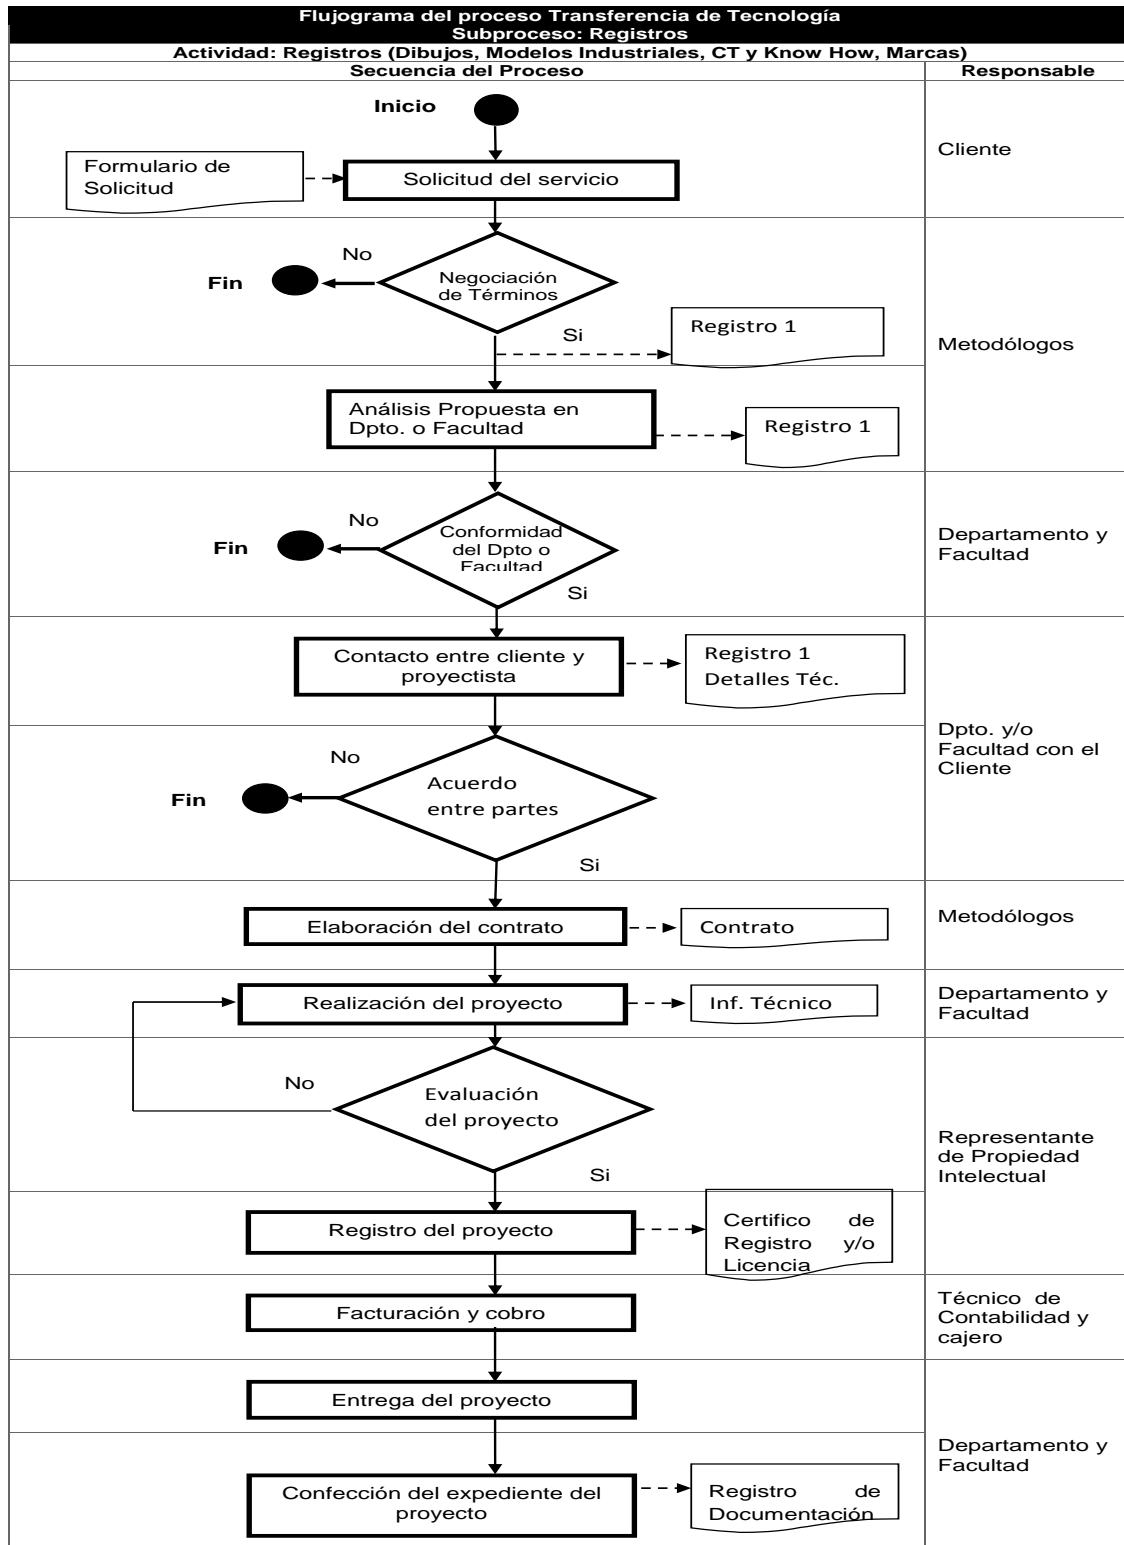 Flujograma del proceso Transferencia de Tecnología
Subproceso: Registros
Actividad: Registros (Dibujos, Modelos Industriales, CT y Know How, Marcas)
Secuencia del Proceso
Responsable
Inicio
Cliente
Formulario de
Solicitud
Solicitud del servicio
No
Fin
Negociación
de Términos
Si
Registro 1
Metodólogos
Análisis Propuesta en
Dpto. o Facultad
Registro 1
No
Fin
Conformidad
del Dpto o
Facultad
Si
Departamento y
Facultad
Contacto entre cliente y
proyectista
Registro 1
Detalles Téc.
Dpto. y/o
Facultad con el
Cliente
No
Fin
Acuerdo
entre partes
Si
Elaboración del contrato
Contrato
Metodólogos
Realización del proyecto
Inf. Técnico
Departamento y
Facultad
No
Evaluación
del proyecto
Si
Representante
de Propiedad
Intelectual
Registro del proyecto
Certifico de
Registro y/o
Licencia
Facturación y cobro
Técnico de
Contabilidad y
cajero
Entrega del proyecto
Departamento y
Facultad
Confección del expediente del
proyecto
Registro de
Documentación